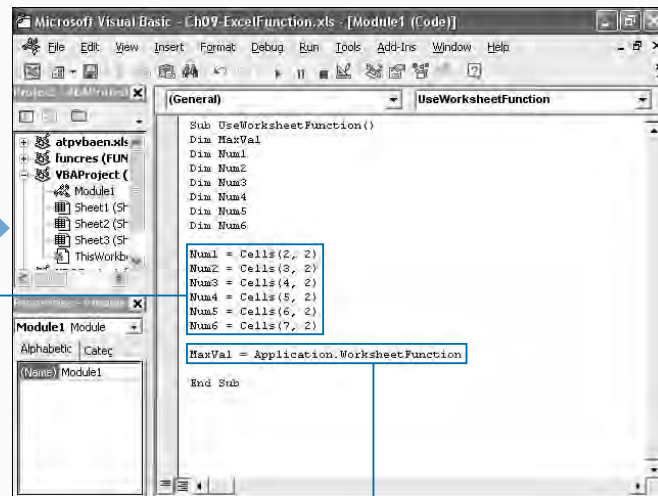 Microsoft Visual Basic - Ch09-ExcelFunction.xls - [Module1 (Code)]
File Edit View Insert Format Debug Run Tools Add-Ins Window Help
(General) UseWorksheetFunction
atpvbaen.xls
funcres (FUN
VBAProject (
Module1
Sheet1 (Sh
Sheet2 (Sh
Sheet3 (Sh
ThisWorkb
Module1 Module
Alphabetic Categ
(Name) Module1
Sub UseWorksheetFunction()
Dim MaxVal
Dim Num1
Dim Num2
Dim Num3
Dim Num4
Dim Num5
Dim Num6
Num1 = Cells(2, 2)
Num2 = Cells(3, 2)
Num3 = Cells(4, 2)
Num4 = Cells(5, 2)
Num5 = Cells(6, 2)
Num6 = Cells(7, 2)
MaxVal = Application.WorksheetFunction
End Sub